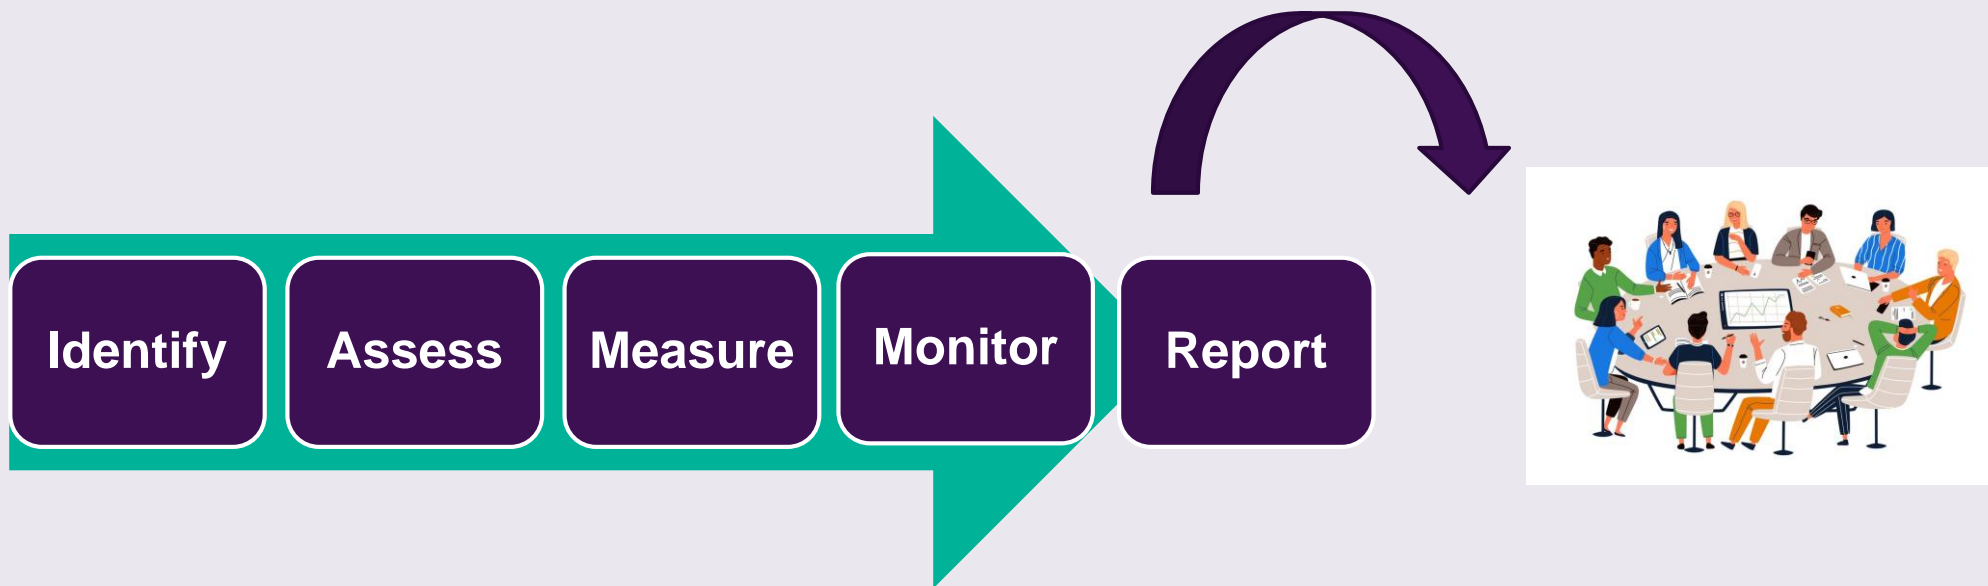 Identify
Assess
Measure
Monitor
Report